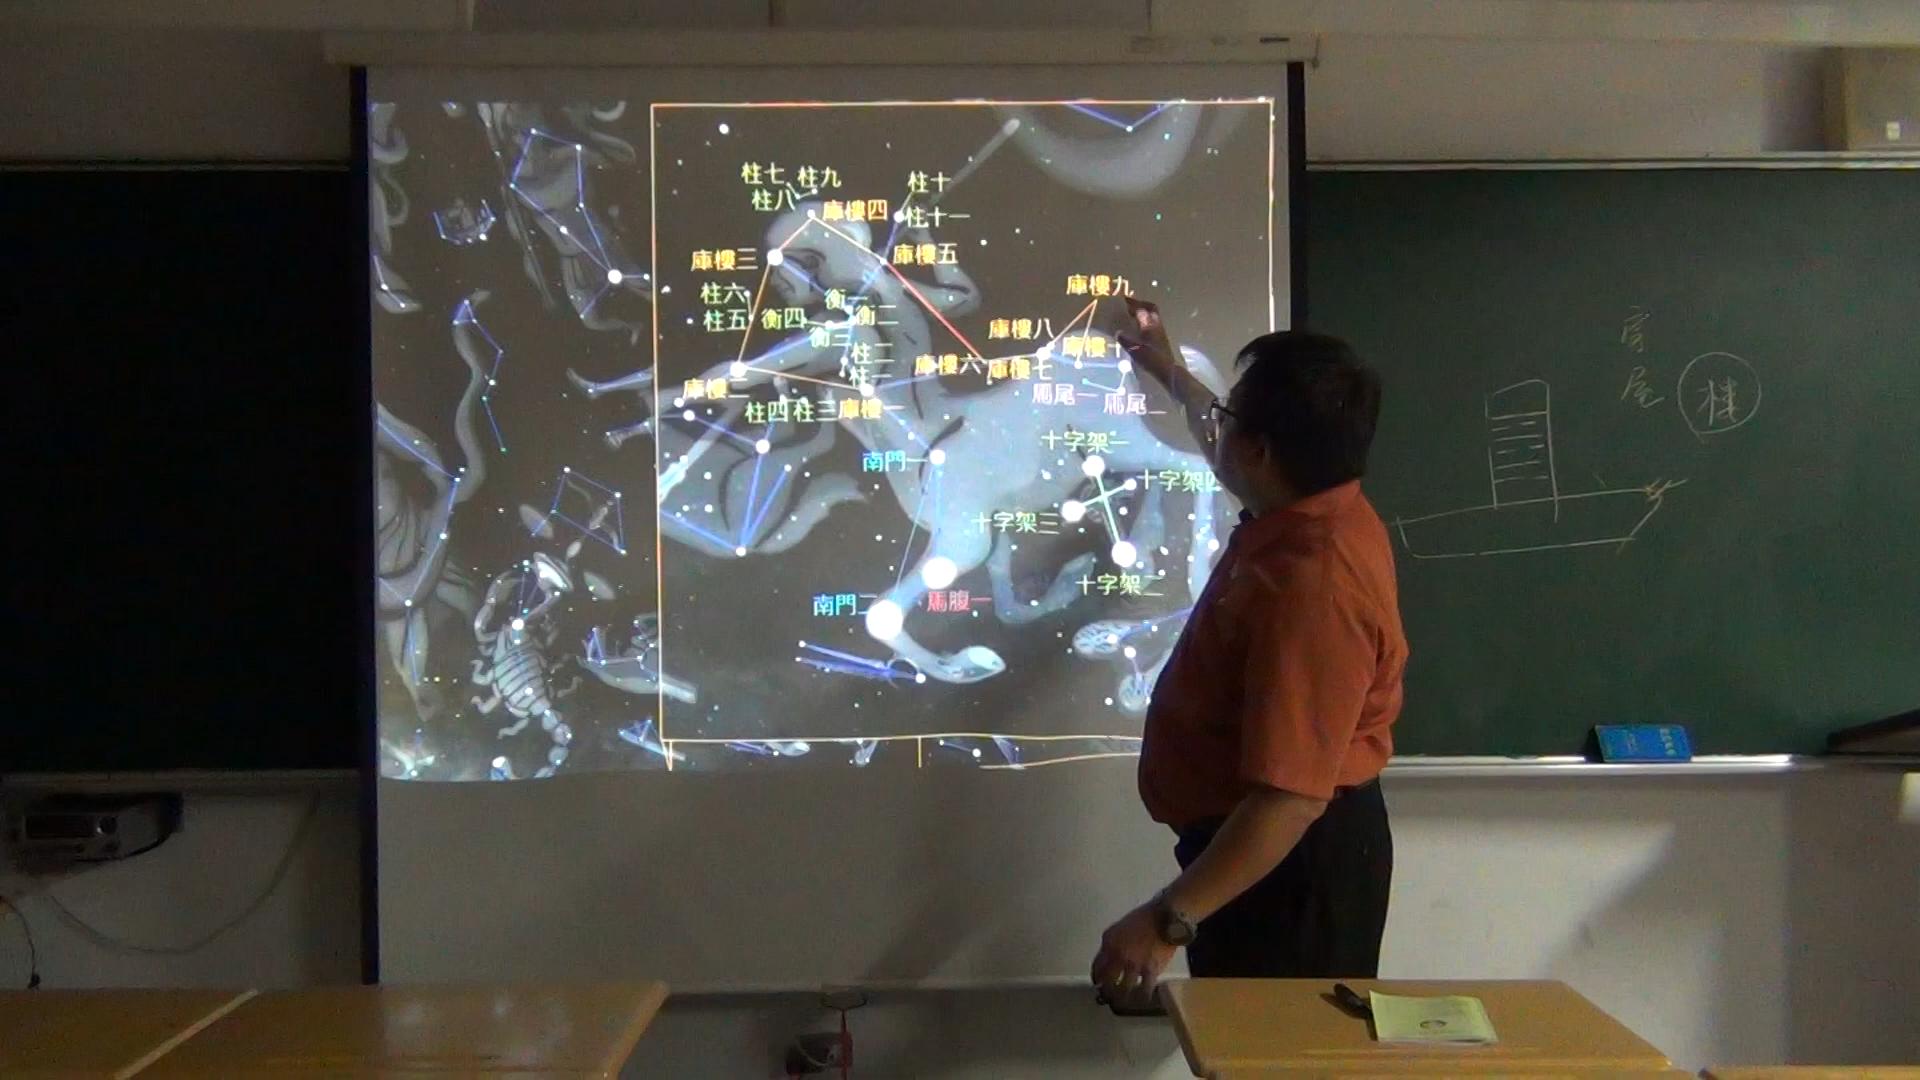 柱七 柱九
柱八
柱十
庫樓四
柱十一
庫樓三
庫樓五
庫樓九
柱六
衡一
柱五 衡四
衡二
庫樓八
衡三
柱二
庫樓十
庫樓六
庫樓七
柱一
庫樓二
馬尾一
馬尾二
柱四 柱三 庫樓一
十字架一
南門一
十字架四
十字架三
十字架二
南門二
馬腹一
尾
樓